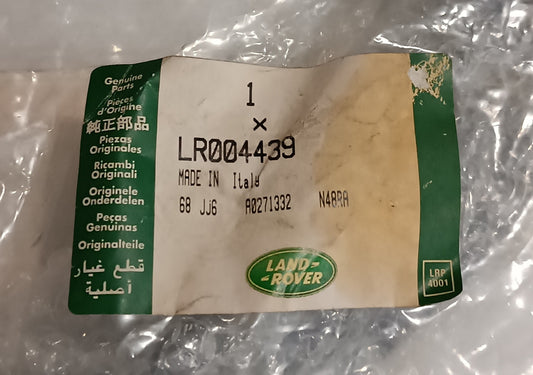 Genuine
Parts
Pièces
d'Origine
純正部品
Piezas
Originales
Ricambi
Originali
Originele
Onderdelen
Peças
Genuinas
Originalteile
قطع غيار
أصلية
1
×
LR004439
MADE IN Italy
68 JJ6 A0271332 N48RA
LAND-
-ROVER
LRP
4001